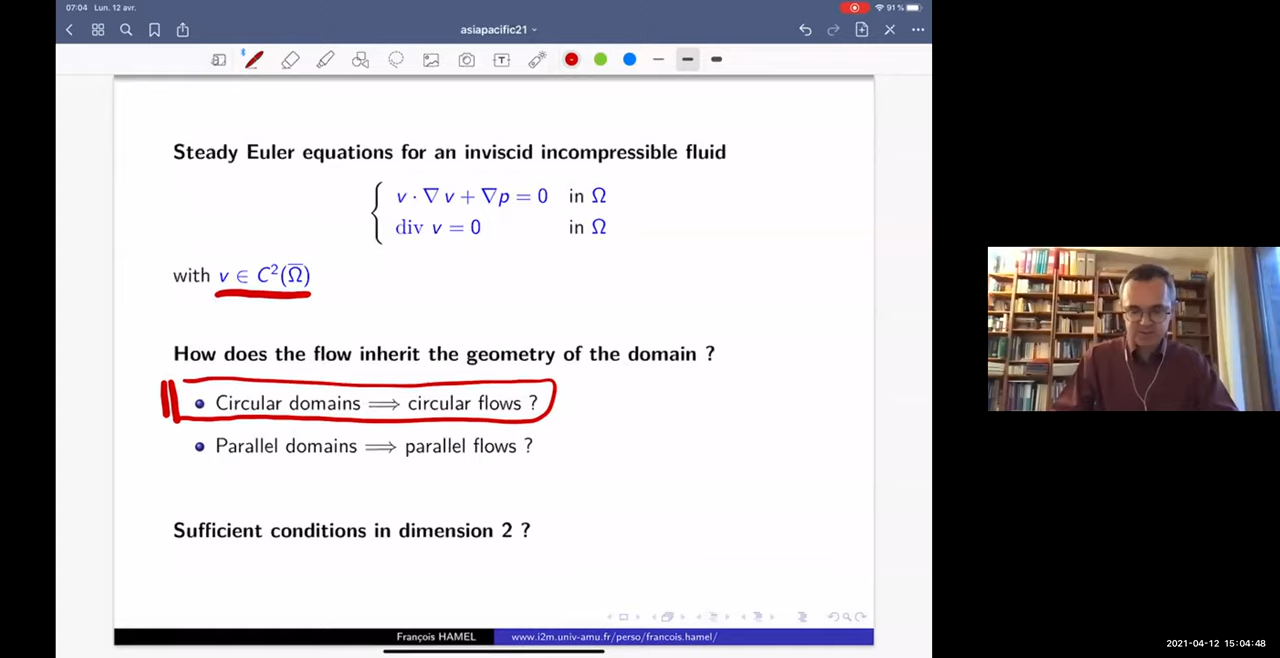 07:04 Lun. 12 avr.
91 %
asiapacific21
T
Steady Euler equations for an inviscid incompressible fluid
v · ∇ v + ∇p = 0 in Ω
div v = 0 in Ω
with v ∈ C²(Ω̅)
How does the flow inherit the geometry of the domain ?
Circular domains ⟹ circular flows ?
Parallel domains ⟹ parallel flows ?
Sufficient conditions in dimension 2 ?
François HAMEL www.i2m.univ-amu.fr/perso/francois.hamel/
2021-04-12 15:04:48